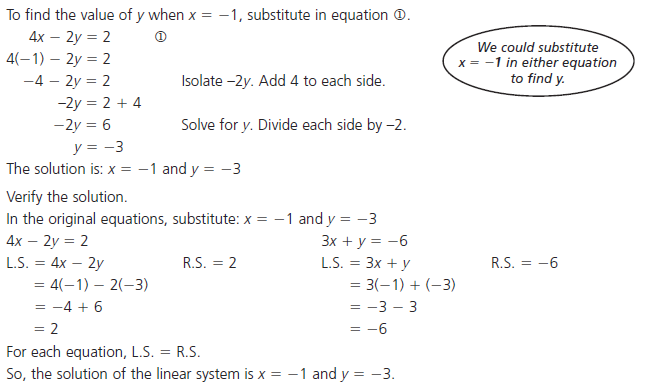 To find the value of y when x = −1, substitute in equation ①.
4x − 2y = 2 ①
4(−1) − 2y = 2
−4 − 2y = 2 Isolate −2y. Add 4 to each side.
−2y = 2 + 4
−2y = 6 Solve for y. Divide each side by −2.
y = −3
We could substitute
x = −1 in either equation
to find y.
The solution is: x = −1 and y = −3
Verify the solution.
In the original equations, substitute: x = −1 and y = −3
4x − 2y = 2 3x + y = −6
L.S. = 4x − 2y R.S. = 2 L.S. = 3x + y R.S. = −6
= 4(−1) − 2(−3) = 3(−1) + (−3)
= −4 + 6 = −3 − 3
= 2 = −6
For each equation, L.S. = R.S.
So, the solution of the linear system is x = −1 and y = −3.